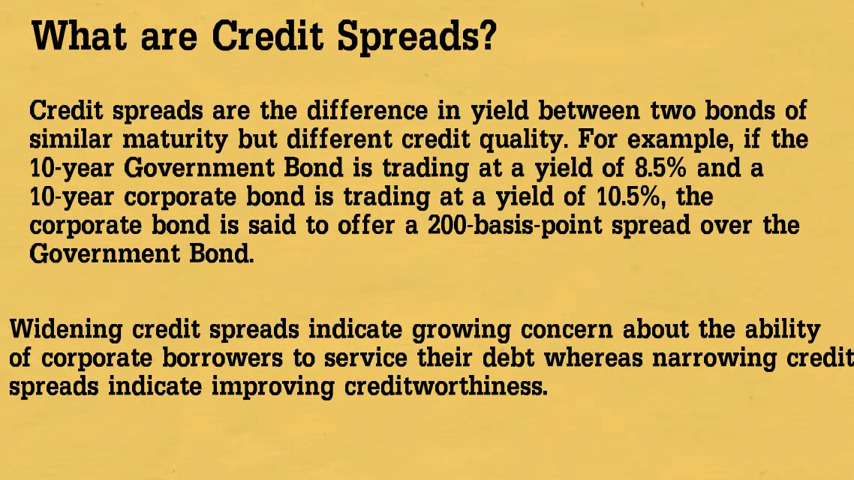 What are Credit Spreads?
Credit spreads are the difference in yield between two bonds of
similar maturity but different credit quality. For example, if the
10-year Government Bond is trading at a yield of 8.5% and a
10-year corporate bond is trading at a yield of 10.5%, the
corporate bond is said to offer a 200-basis-point spread over the
Government Bond.
Widening credit spreads indicate growing concern about the ability
of corporate borrowers to service their debt whereas narrowing credit
spreads indicate improving creditworthiness.